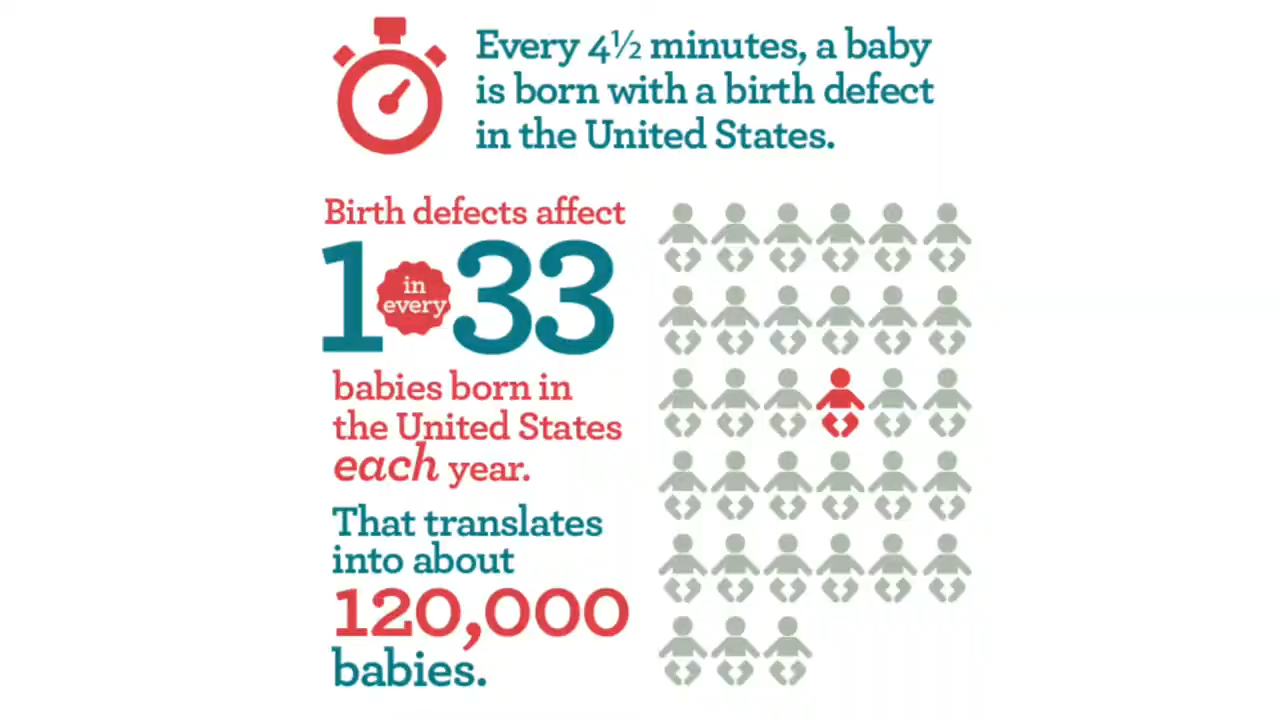 Every 4½ minutes, a baby
is born with a birth defect
in the United States.
Birth defects affect
1 in every 33
babies born in
the United States
each year.
That translates
into about
120,000
babies.